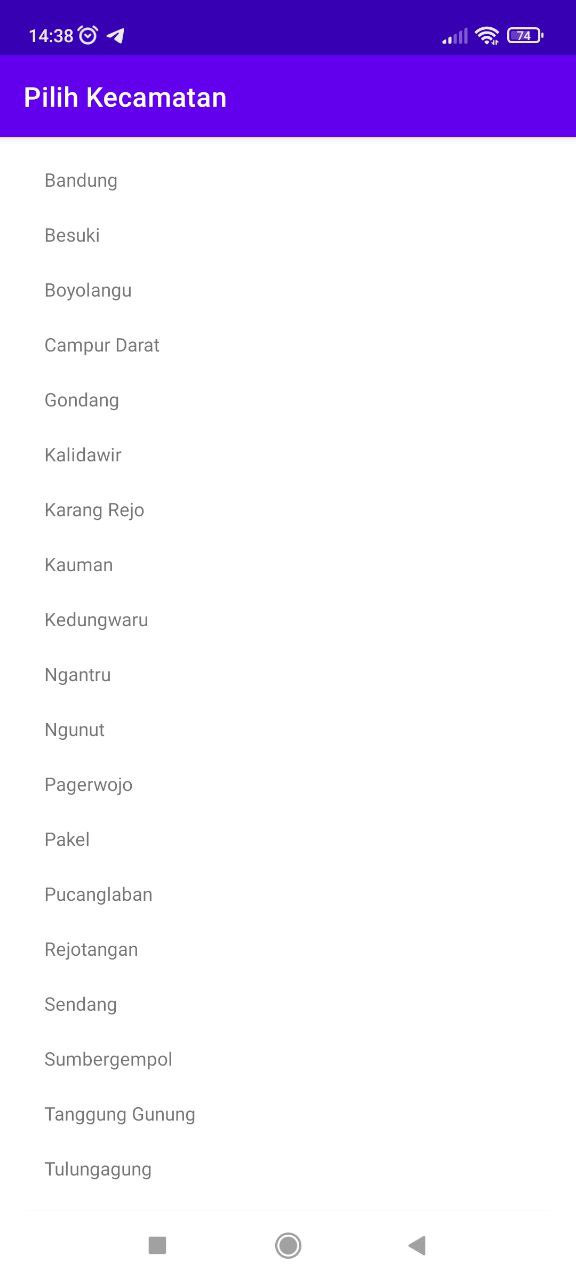 14:38
74
Pilih Kecamatan
Bandung
Besuki
Boyolangu
Campur Darat
Gondang
Kalidawir
Karang Rejo
Kauman
Kedungwaru
Ngantru
Ngunut
Pagerwojo
Pakel
Pucanglaban
Rejotangan
Sendang
Sumbergempol
Tanggung Gunung
Tulungagung